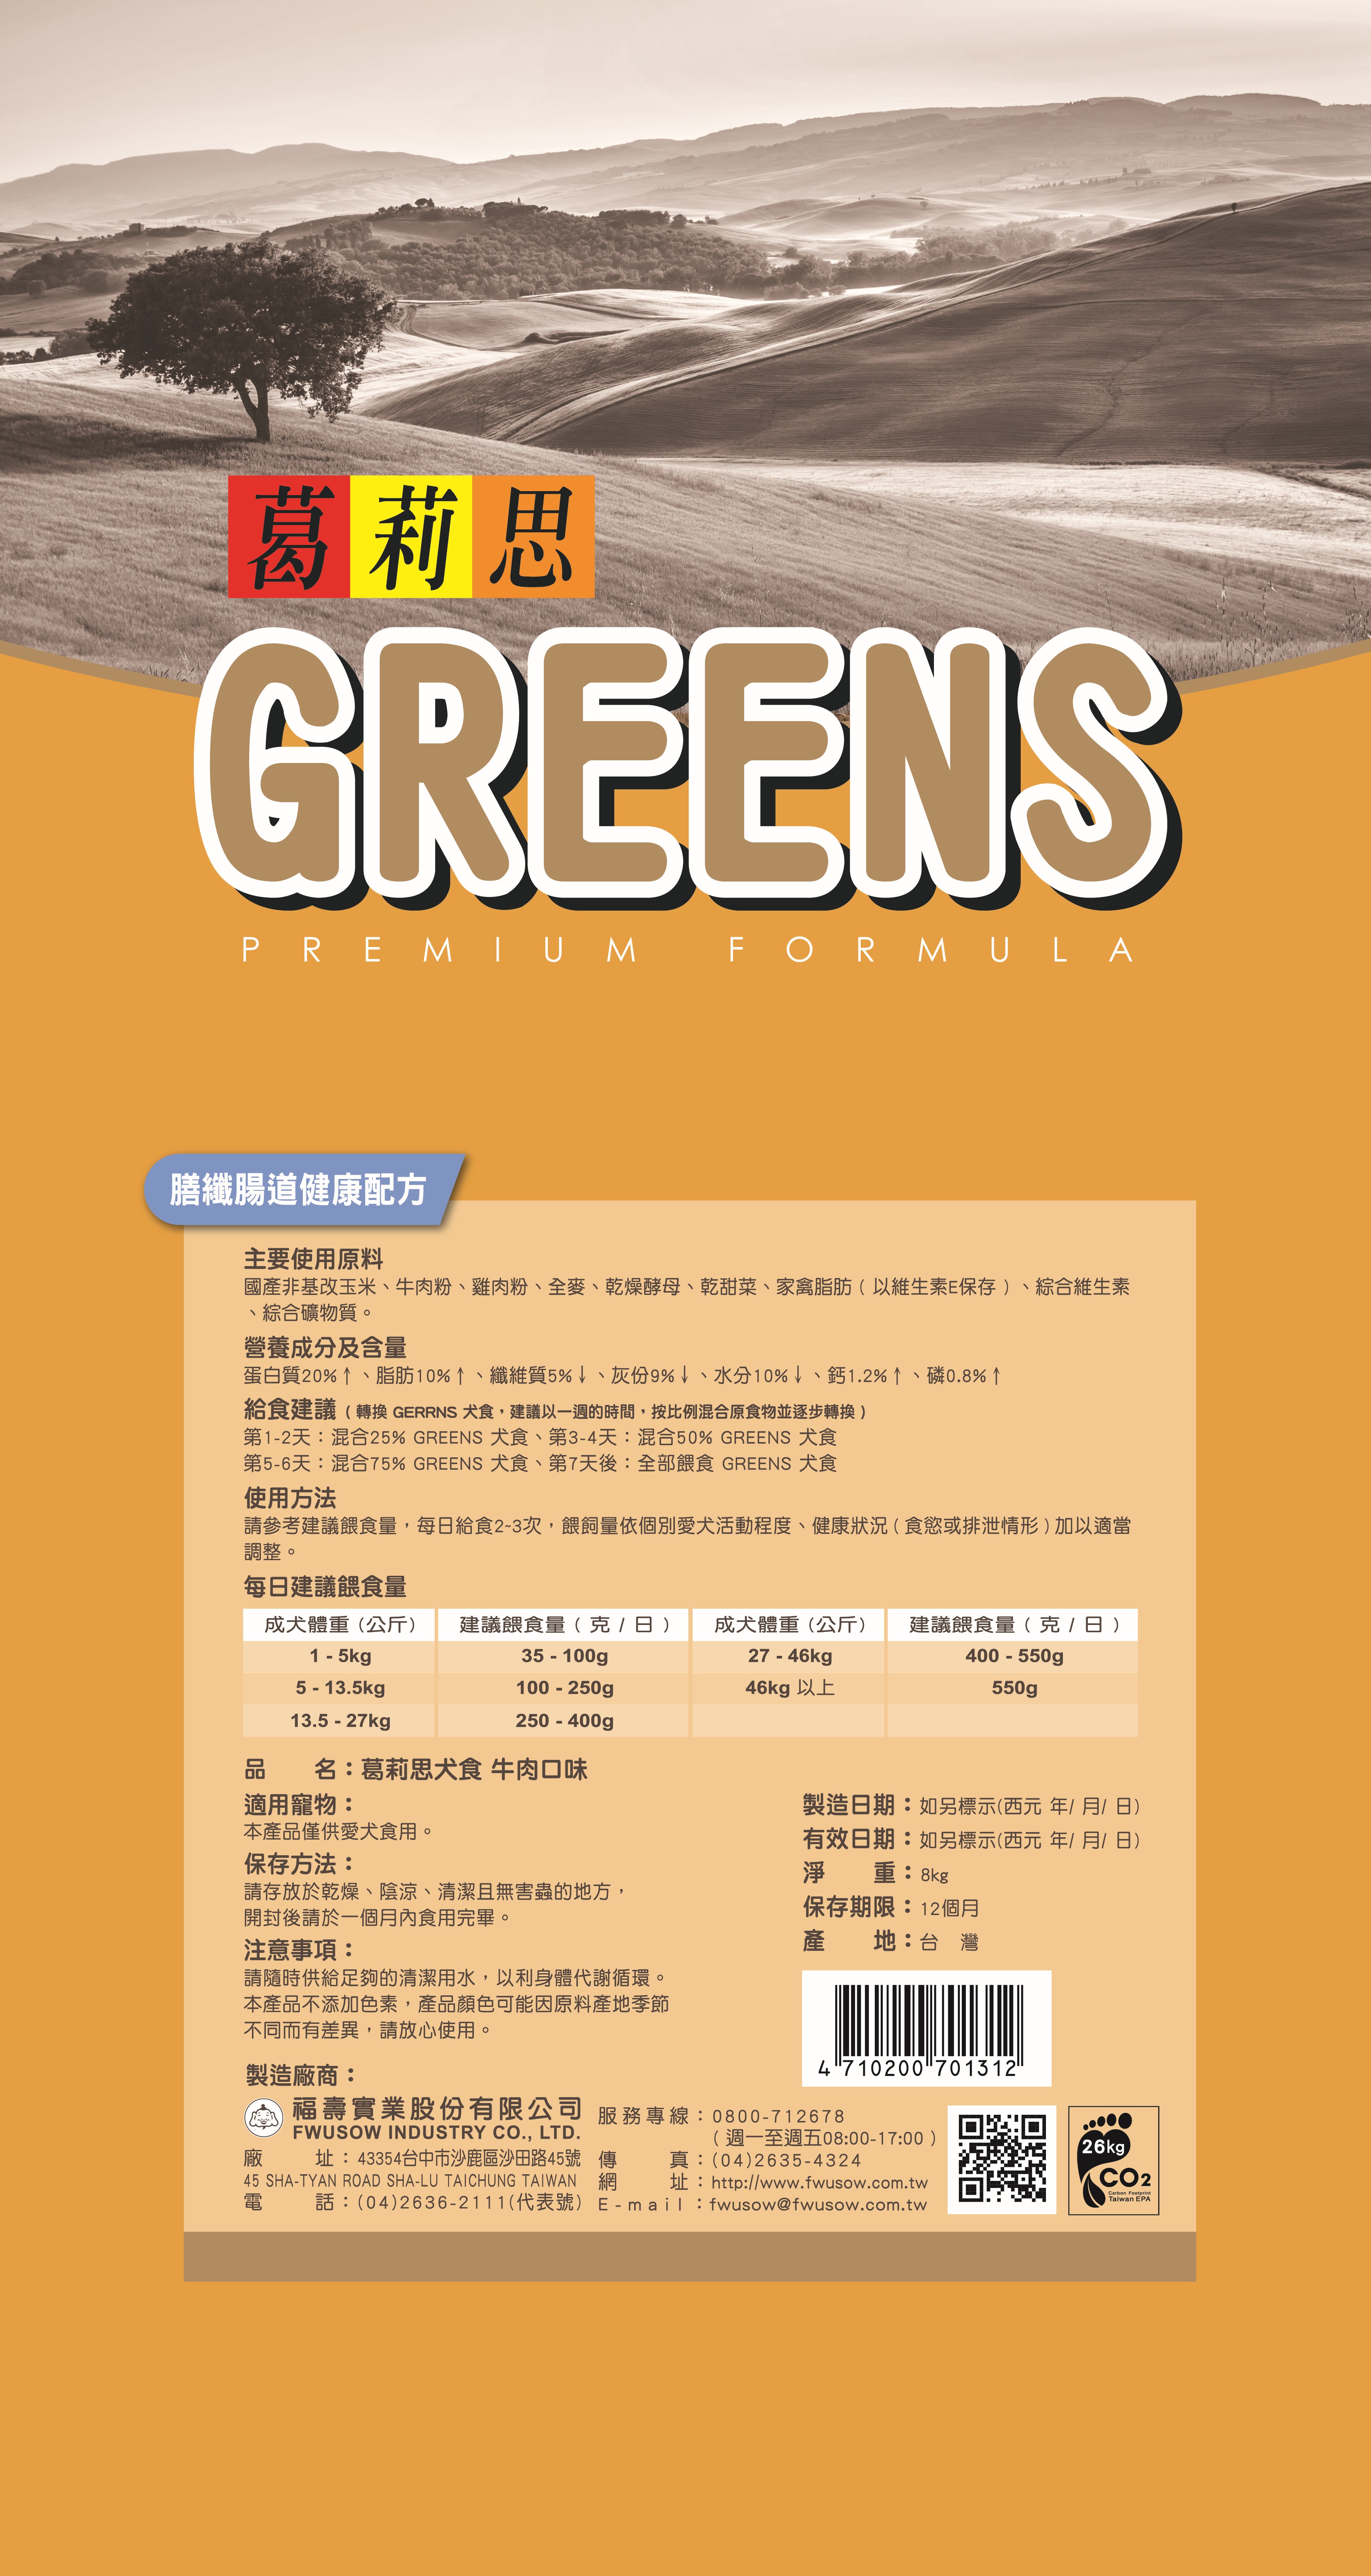 葛莉思
GREENS
PREMIUM FORMULA
膳纖腸道健康配方
主要使用原料
國產非基改玉米、牛肉粉、雞肉粉、全麥、乾燥酵母、乾甜菜、家禽脂肪 ( 以維生素E保存 ) 、綜合維生素
、綜合礦物質。
營養成分及含量
蛋白質20%↑、脂肪10%↑、纖維質5%↓、灰份9%↓、水分10%↓、鈣1.2%↑、磷0.8%↑
給食建議 ( 轉換 GERRNS 犬食，建議以一週的時間，按比例混合原食物並逐步轉換 )
第1-2天：混合25% GREENS 犬食、第3-4天：混合50% GREENS 犬食
第5-6天：混合75% GREENS 犬食、第7天後：全部餵食 GREENS 犬食
使用方法
請參考建議餵食量，每日給食2~3次，餵飼量依個別愛犬活動程度、健康狀況 ( 食慾或排泄情形 ) 加以適當
調整。
每日建議餵食量
成犬體重 (公斤) 建議餵食量 ( 克 / 日 ) 成犬體重 (公斤) 建議餵食量 ( 克 / 日 )
1 - 5kg 35 - 100g 27 - 46kg 400 - 550g
5 - 13.5kg 100 - 250g 46kg 以上 550g
13.5 - 27kg 250 - 400g
品　　名：葛莉思犬食 牛肉口味
適用寵物：
本產品僅供愛犬食用。
保存方法：
請存放於乾燥、陰涼、清潔且無害蟲的地方，
開封後請於一個月內食用完畢。
注意事項：
請隨時供給足夠的清潔用水，以利身體代謝循環。
本產品不添加色素，產品顏色可能因原料產地季節
不同而有差異，請放心使用。
製造日期：如另標示(西元 年/ 月/ 日)
有效日期：如另標示(西元 年/ 月/ 日)
淨　　重：8kg
保存期限：12個月
產　　地：台　灣
4 710200 701312
製造廠商：
福壽實業股份有限公司
FWUSOW INDUSTRY CO., LTD.
廠　　址：43354台中市沙鹿區沙田路45號
45 SHA-TYAN ROAD SHA-LU TAICHUNG TAIWAN
電　　話：(04)2636-2111(代表號)
服務專線：0800-712678
( 週一至週五08:00-17:00 )
傳　　真：(04)2635-4324
網　　址：http://www.fwusow.com.tw
E-mail：fwusow@fwusow.com.tw
26kg
CO2
Carbon Footprint
Taiwan EPA